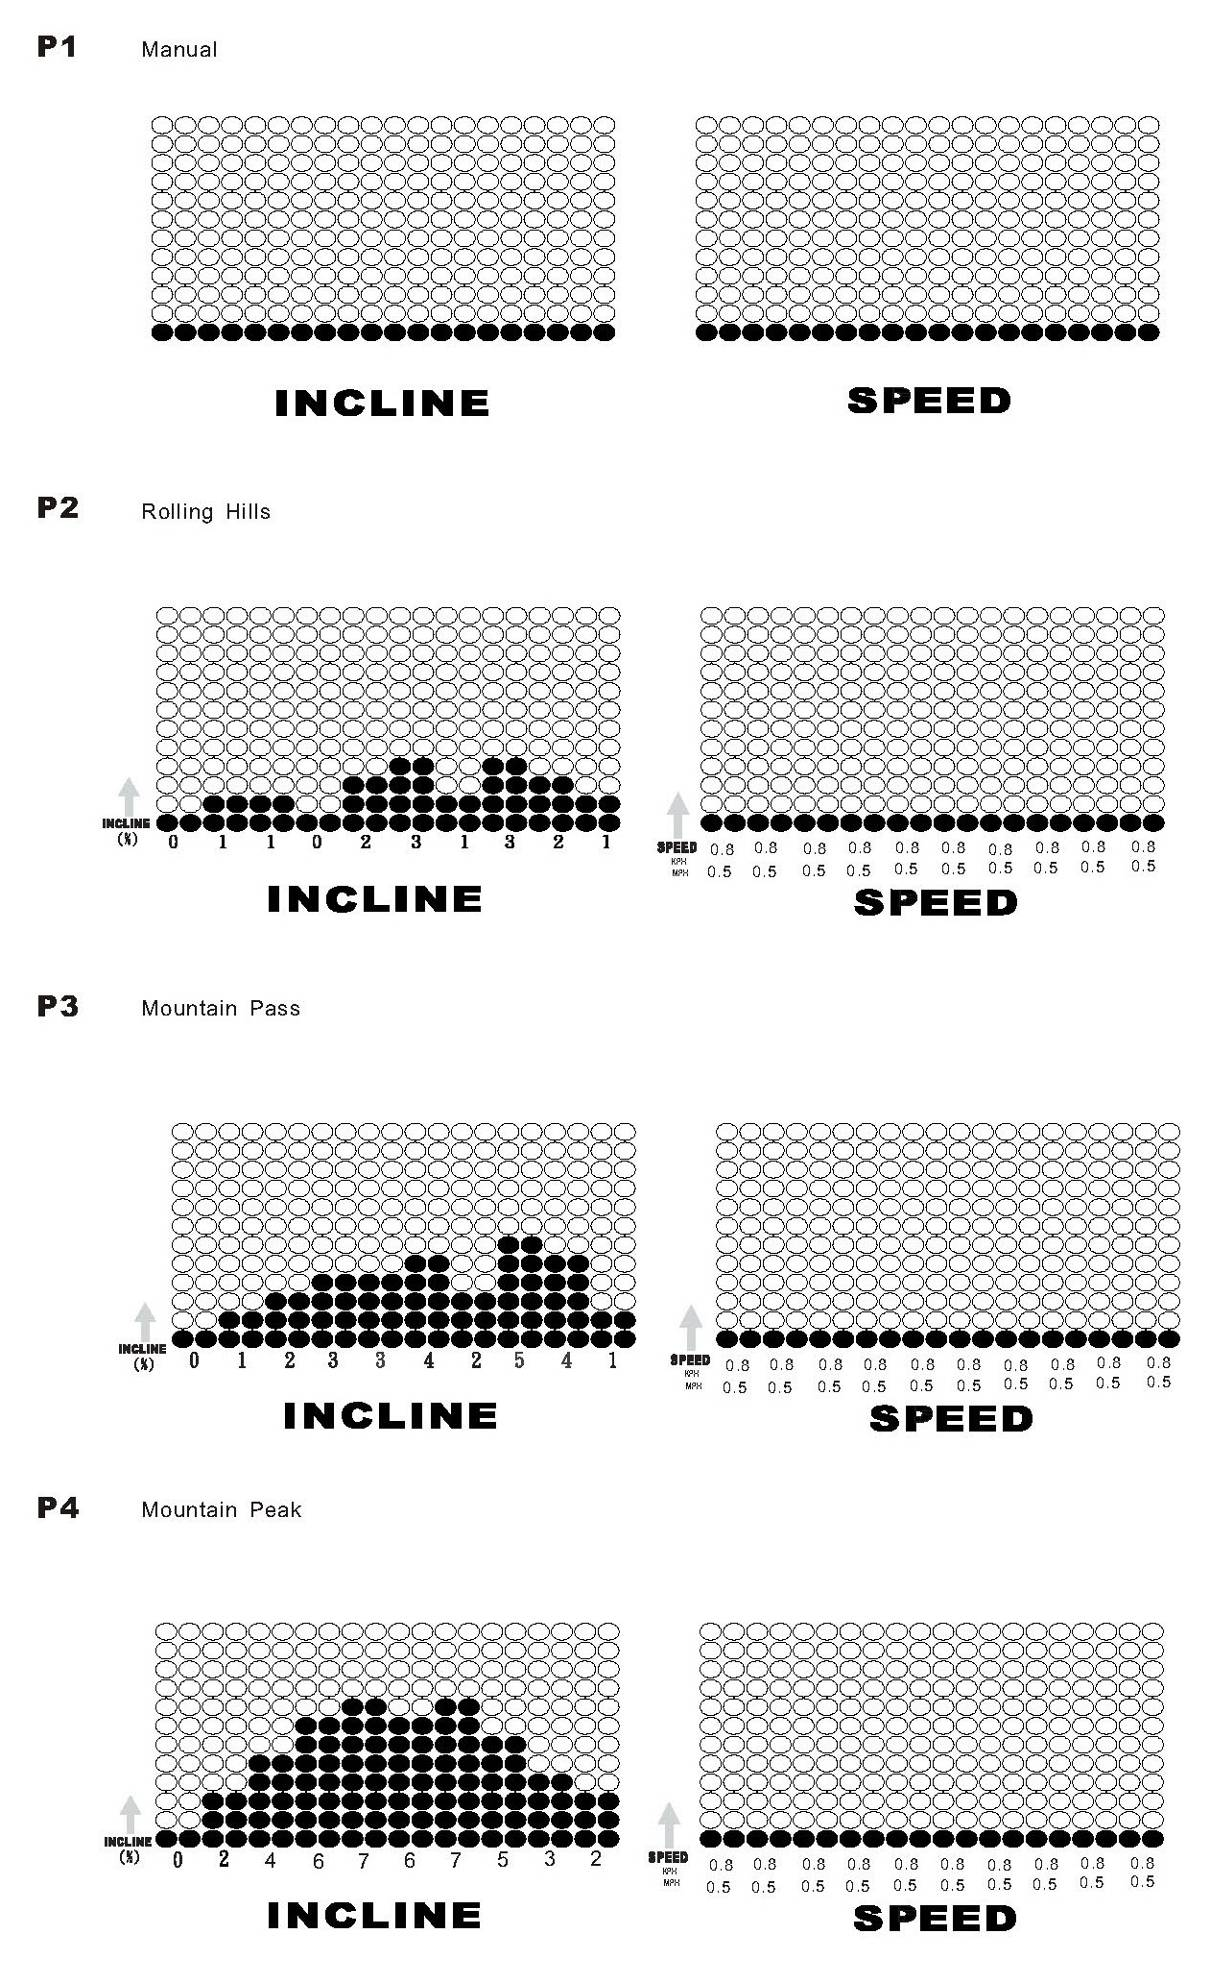 P1 Manual
INCLINE SPEED
P2 Rolling Hills
INCLINE
(%) 0 1 1 0 2 3 1 3 2 1
SPEED 0.8 0.8 0.8 0.8 0.8 0.8 0.8 0.8 0.8 0.8
KPH
MPH 0.5 0.5 0.5 0.5 0.5 0.5 0.5 0.5 0.5 0.5
INCLINE SPEED
P3 Mountain Pass
INCLINE
(%) 0 1 2 3 3 4 2 5 4 1
SPEED 0.8 0.8 0.8 0.8 0.8 0.8 0.8 0.8 0.8 0.8
KPH
MPH 0.5 0.5 0.5 0.5 0.5 0.5 0.5 0.5 0.5 0.5
INCLINE SPEED
P4 Mountain Peak
INCLINE
(%) 0 2 4 6 7 6 7 5 3 2
SPEED 0.8 0.8 0.8 0.8 0.8 0.8 0.8 0.8 0.8 0.8
KPH
MPH 0.5 0.5 0.5 0.5 0.5 0.5 0.5 0.5 0.5 0.5
INCLINE SPEED